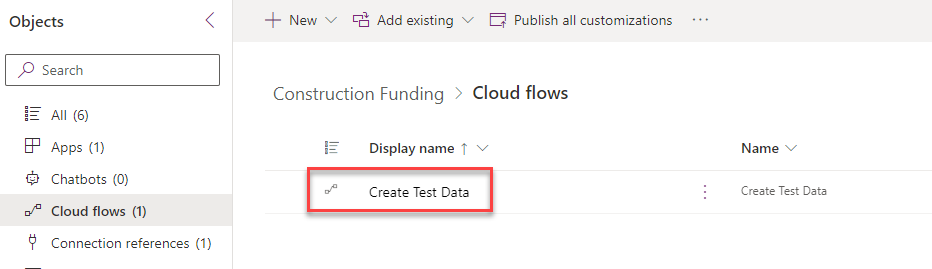 Objects
New Add existing Publish all customizations ...
Search
Construction Funding > Cloud flows
All (6)
Apps (1)
Chatbots (0)
Cloud flows (1)
Connection references (1)
Display name ↑ Name
Create Test Data Create Test Data